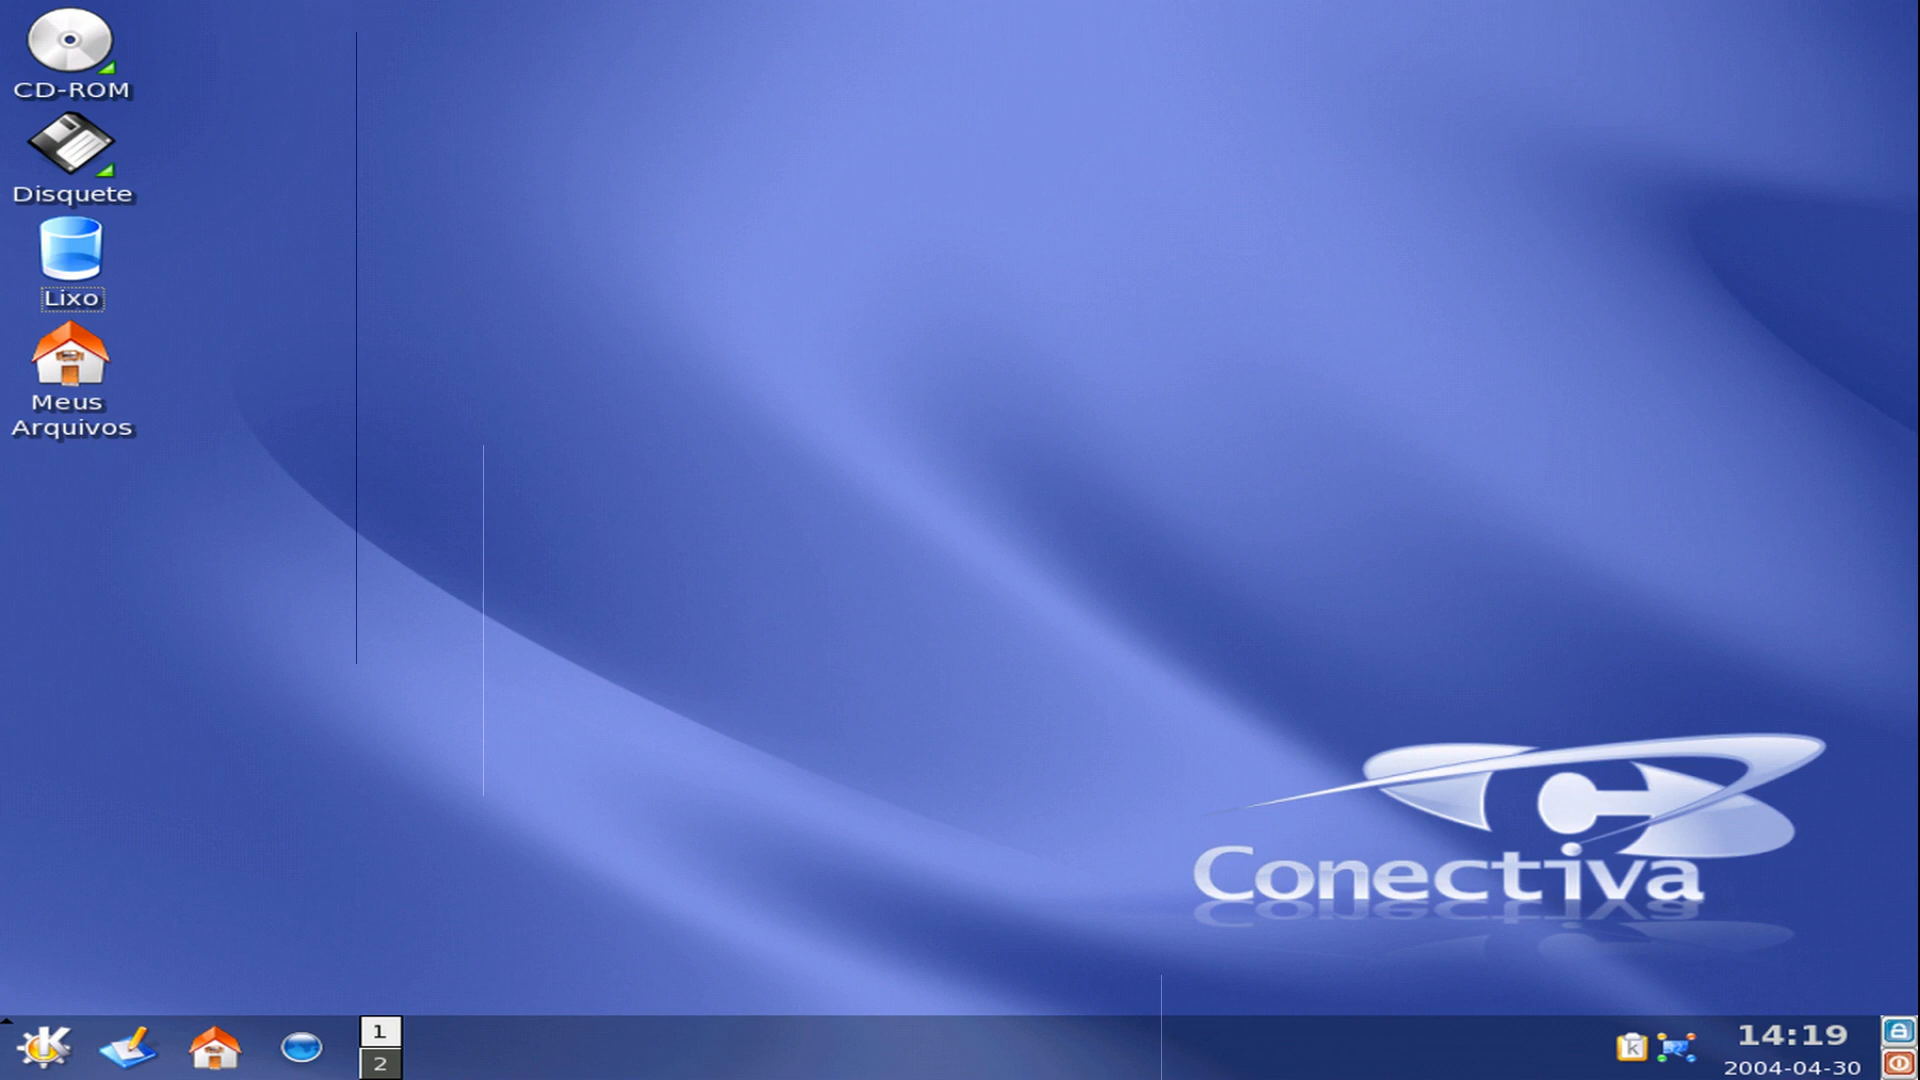 CD-ROM
Disquete
Lixo
Meus
Arquivos
Conectiva
1
2
14:19
2004-04-30